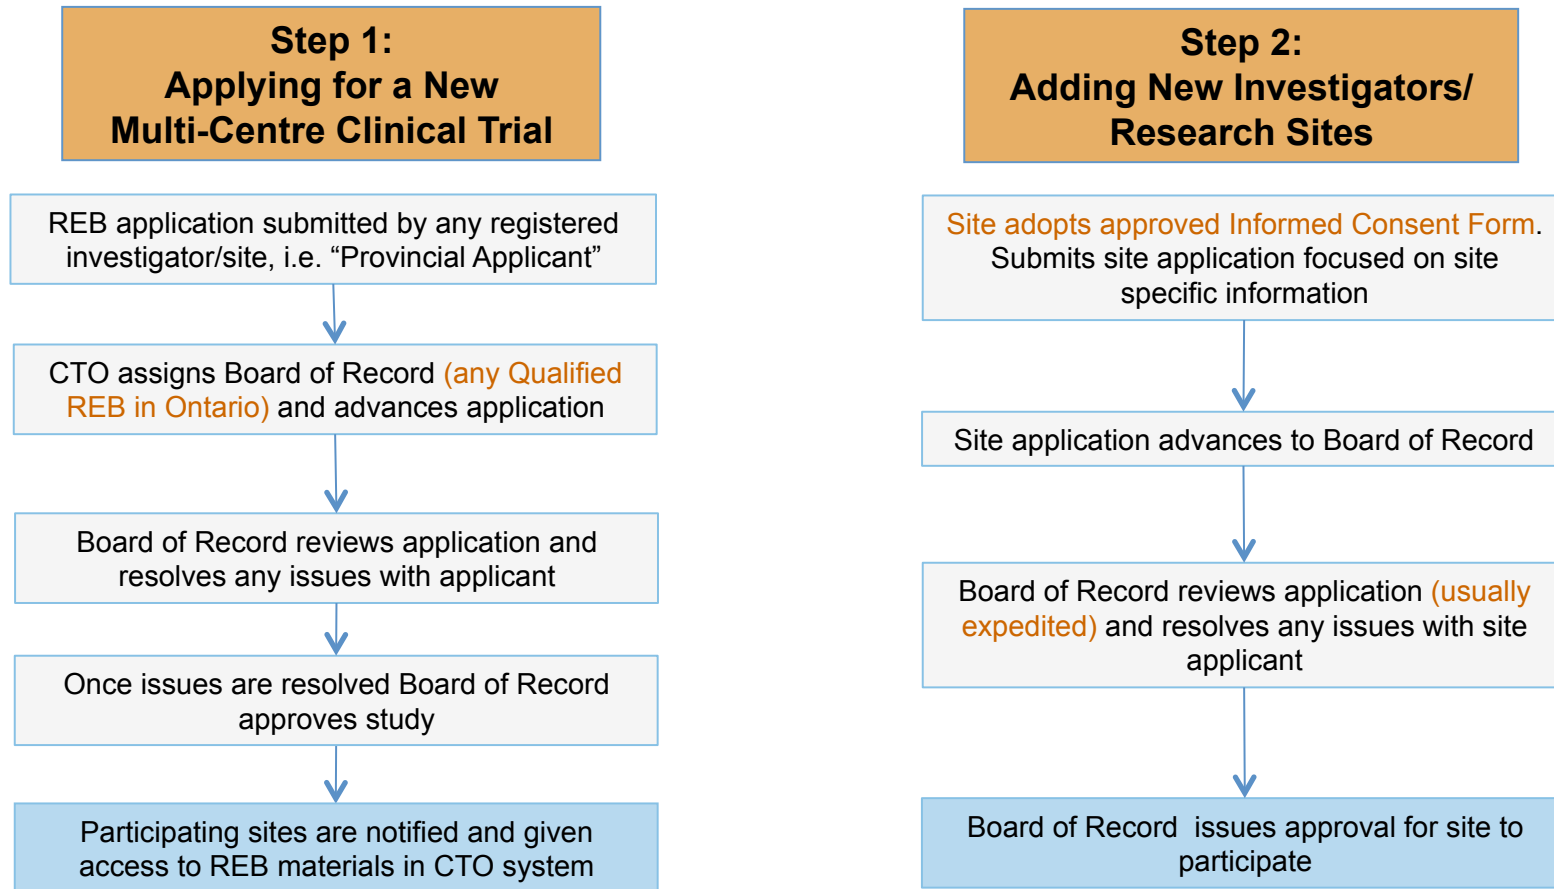 Step 1:
Applying for a New
Multi-Centre Clinical Trial
REB application submitted by any registered
investigator/site, i.e. “Provincial Applicant”
CTO assigns Board of Record (any Qualified
REB in Ontario) and advances application
Board of Record reviews application and
resolves any issues with applicant
Once issues are resolved Board of Record
approves study
Participating sites are notified and given
access to REB materials in CTO system
Step 2:
Adding New Investigators/
Research Sites
Site adopts approved Informed Consent Form.
Submits site application focused on site
specific information
Site application advances to Board of Record
Board of Record reviews application (usually
expedited) and resolves any issues with site
applicant
Board of Record  issues approval for site to
participate